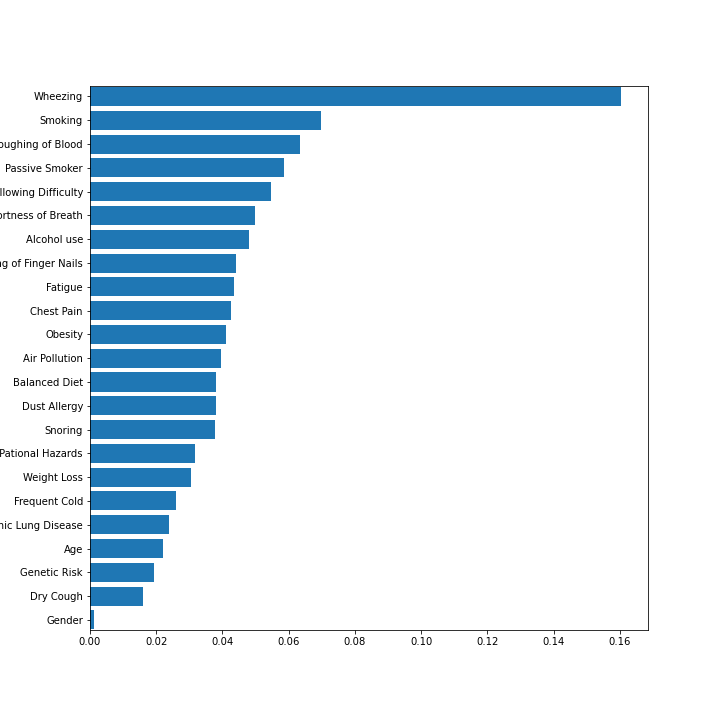 Wheezing
Smoking
oughing of Blood
Passive Smoker
llowing Difficulty
ortness of Breath
Alcohol use
ng of Finger Nails
Fatigue
Chest Pain
Obesity
Air Pollution
Balanced Diet
Dust Allergy
Snoring
Pational Hazards
Weight Loss
Frequent Cold
nic Lung Disease
Age
Genetic Risk
Dry Cough
Gender
0.00 0.02 0.04 0.06 0.08 0.10 0.12 0.14 0.16